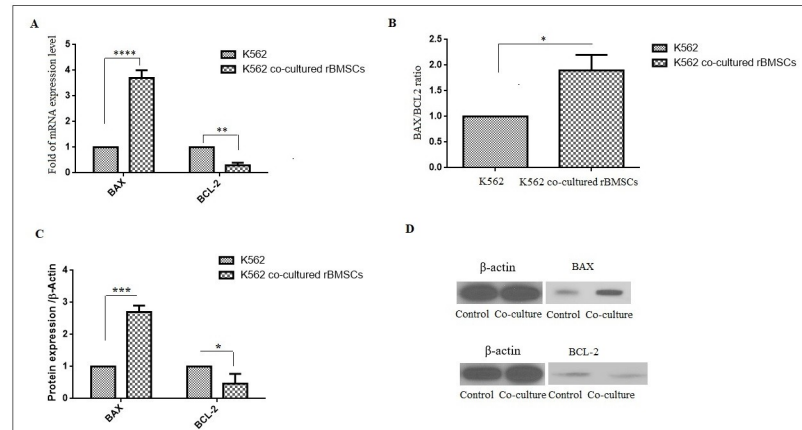 A
K562
K562 co-cultured rBMSCs
Fold of mRNA expression level
5
4
3
2
1
0
****
**
BAX
BCL-2
B
K562
K562 co-cultured rBMSCs
BAX/BCL2 ratio
2.5
2.0
1.5
1.0
0.5
0.0
*
K562 K562 co-cultured rBMSCs
C
K562
K562 co-cultured rBMSCs
Protein expression /β-Actin
4
3
2
1
0
***
*
BAX
BCL-2
D
β-actin BAX
Control Co-culture Control Co-culture
β-actin BCL-2
Control Co-culture Control Co-culture